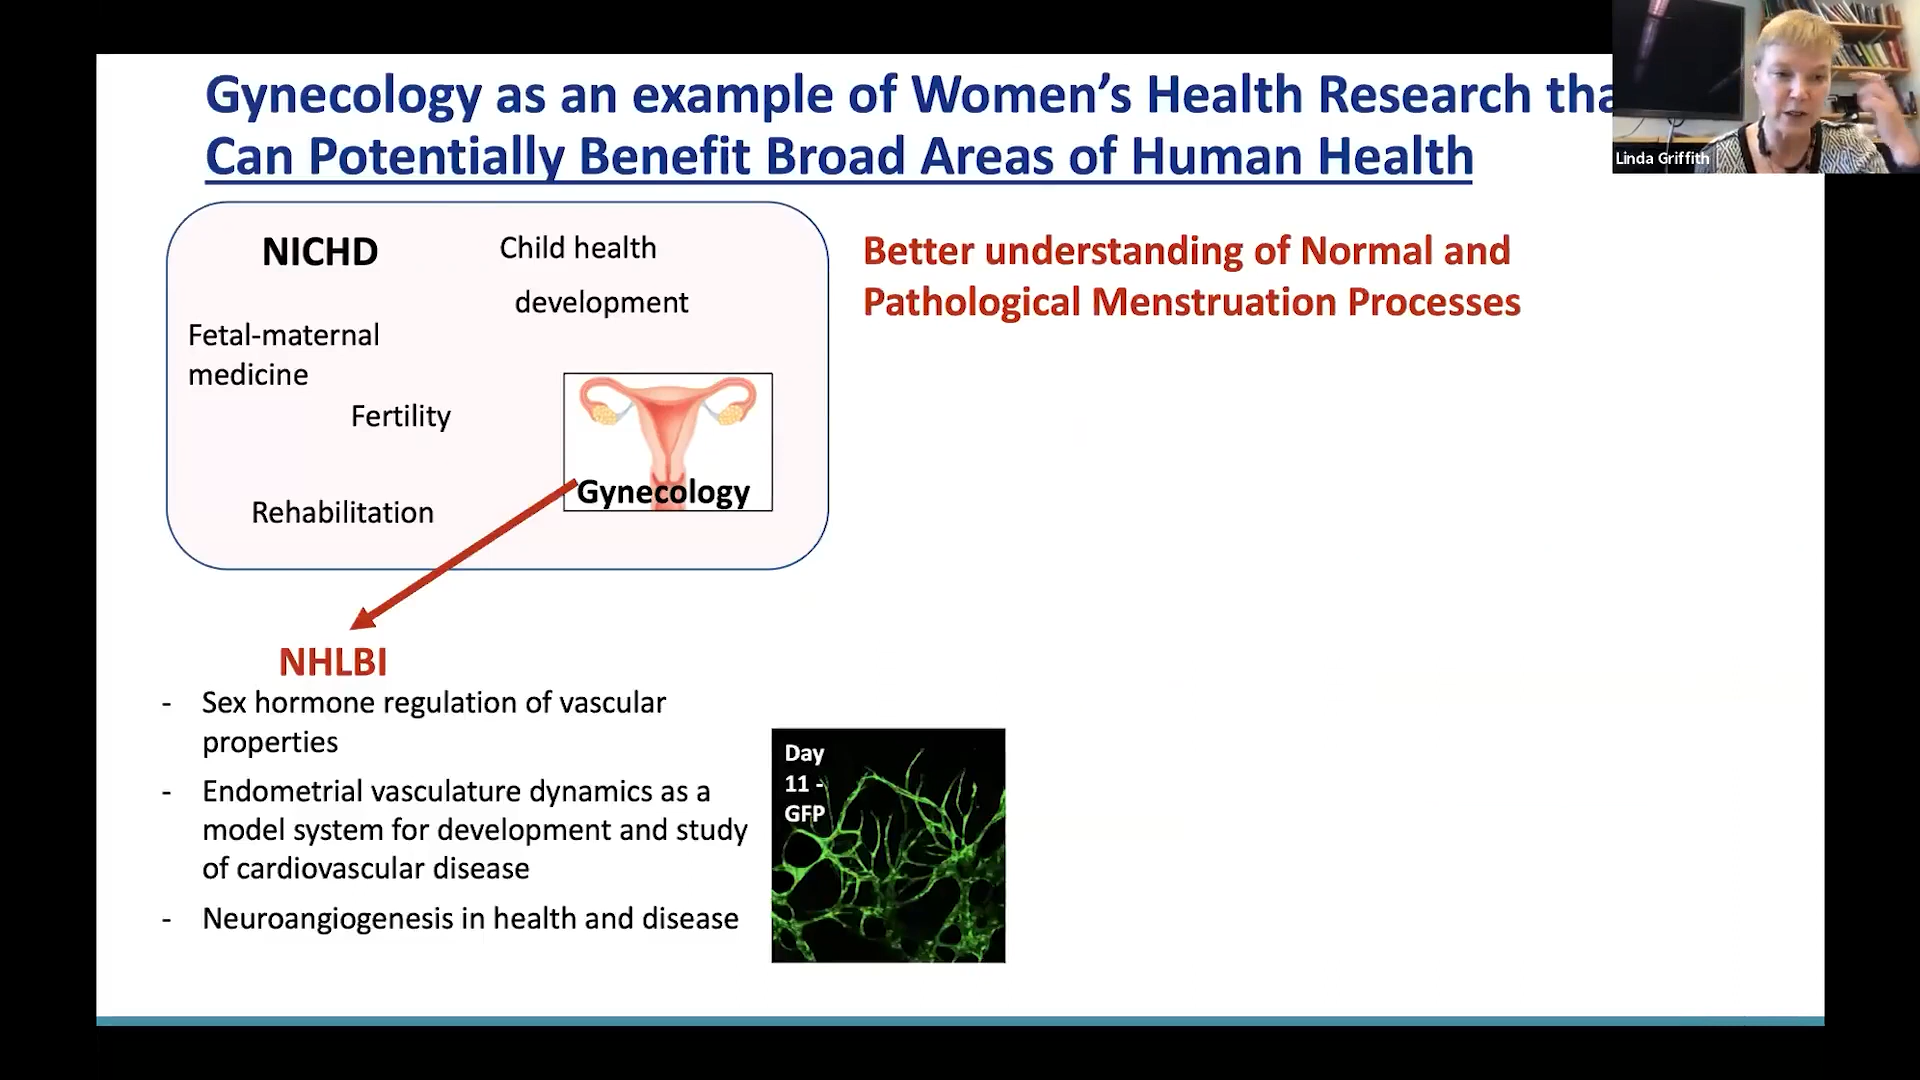 Gynecology as an example of Women's Health Research
Can Potentially Benefit Broad Areas of Human Health
Linda Griffith
NICHD
Child health
development
Fetal-maternal
medicine
Fertility
Gynecology
Rehabilitation
Better understanding of Normal and
Pathological Menstruation Processes
NHLBI
- Sex hormone regulation of vascular
properties
- Endometrial vasculature dynamics as a
model system for development and study
of cardiovascular disease
- Neuroangiogenesis in health and disease
Day
11 -
GFP